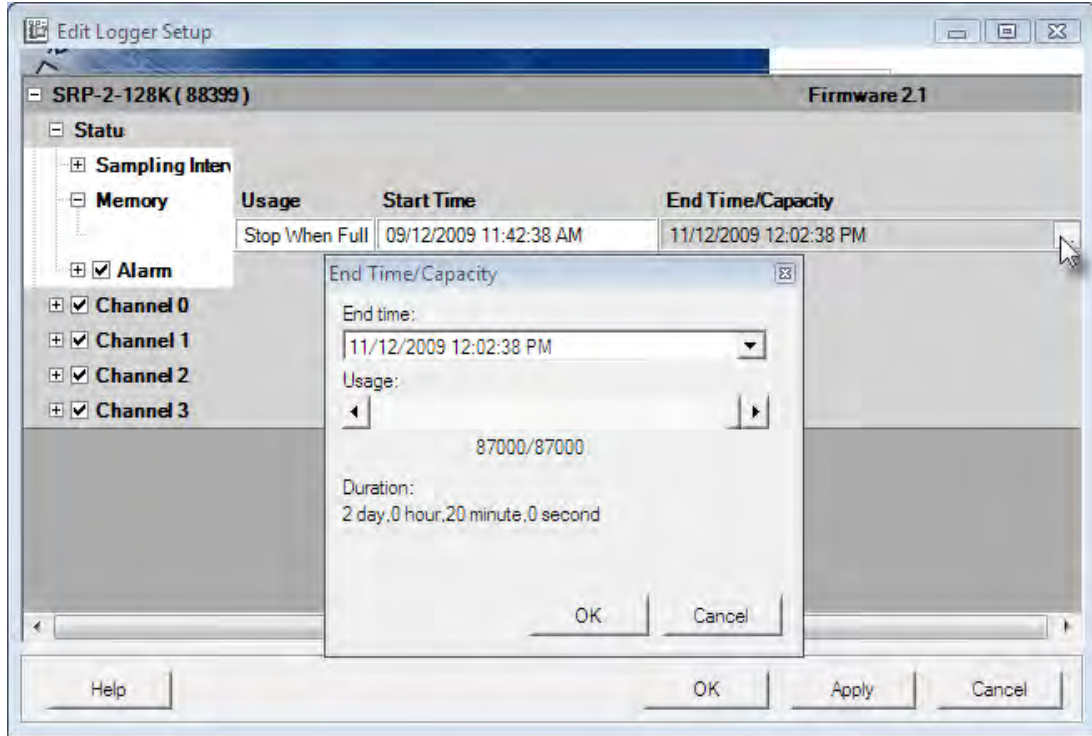 Edit Logger Setup
SRP-2-128K ( 88399 ) Firmware 2.1
Statu
Sampling Interv
Memory Usage Start Time End Time/Capacity
Stop When Full 09/12/2009 11:42:38 AM 11/12/2009 12:02:38 PM
Alarm
Channel 0
Channel 1
Channel 2
Channel 3
End Time/Capacity
End time:
11/12/2009 12:02:38 PM
Usage:
87000/87000
Duration:
2 day,0 hour,20 minute,0 second
OK Cancel
Help OK Apply Cancel